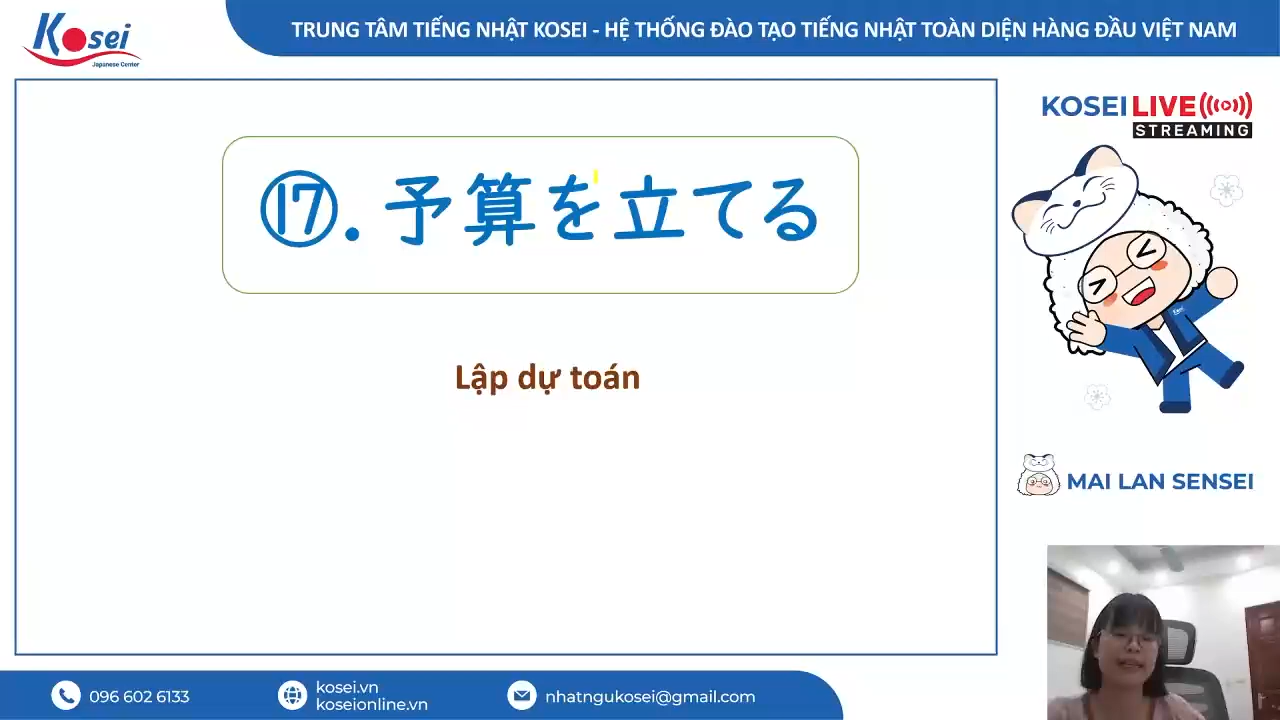 Kosei
Japanese Center
TRUNG TÂM TIẾNG NHẬT KOSEI - HỆ THỐNG ĐÀO TẠO TIẾNG NHẬT TOÀN DIỆN HÀNG ĐẦU VIỆT NAM
KOSEI LIVE
STREAMING
⑰. 予算を立てる
Lập dự toán
MAI LAN SENSEI
096 602 6133
kosei.vn
koseionline.vn
nhatngukosei@gmail.com